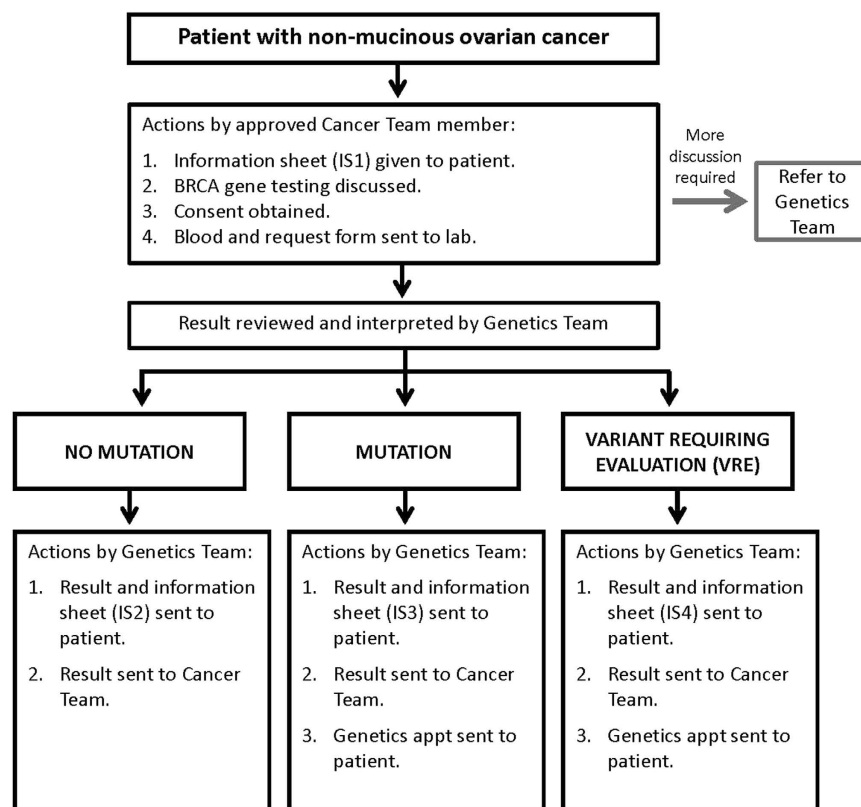 Patient with non-mucinous ovarian cancer
Actions by approved Cancer Team member:
1. Information sheet (IS1) given to patient.
2. BRCA gene testing discussed.
3. Consent obtained.
4. Blood and request form sent to lab.
More
discussion
required
Refer to
Genetics
Team
Result reviewed and interpreted by Genetics Team
NO MUTATION
MUTATION
VARIANT REQUIRING
EVALUATION (VRE)
Actions by Genetics Team:
1. Result and information
sheet (IS2) sent to
patient.
2. Result sent to Cancer
Team.
Actions by Genetics Team:
1. Result and information
sheet (IS3) sent to
patient.
2. Result sent to Cancer
Team.
3. Genetics appt sent to
patient.
Actions by Genetics Team:
1. Result and information
sheet (IS4) sent to
patient.
2. Result sent to Cancer
Team.
3. Genetics appt sent to
patient.